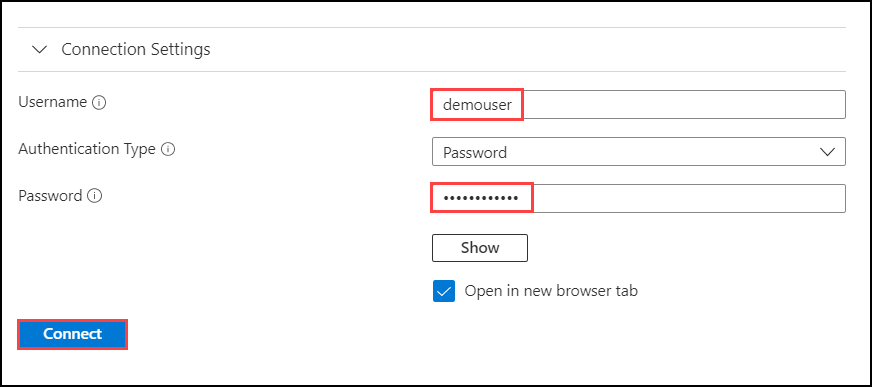 Connection Settings
Username
demouser
Authentication Type
Password
Password
••••••••••••
Show
Open in new browser tab
Connect